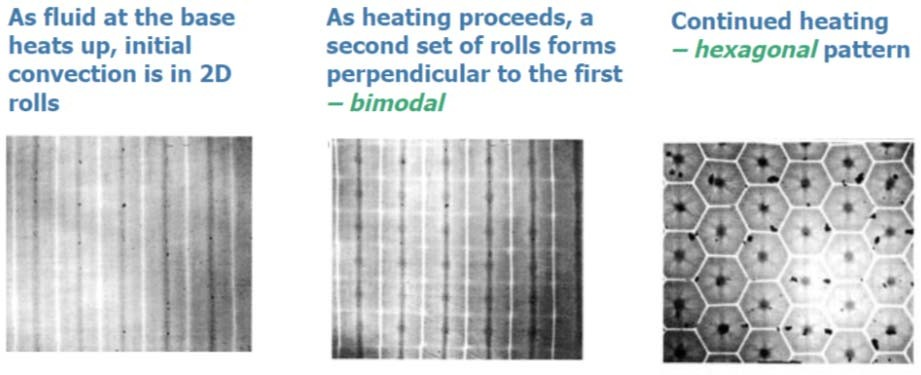 As fluid at the base
heats up, initial
convection is in 2D
rolls
As heating proceeds, a
second set of rolls forms
perpendicular to the first
– bimodal
Continued heating
– hexagonal pattern